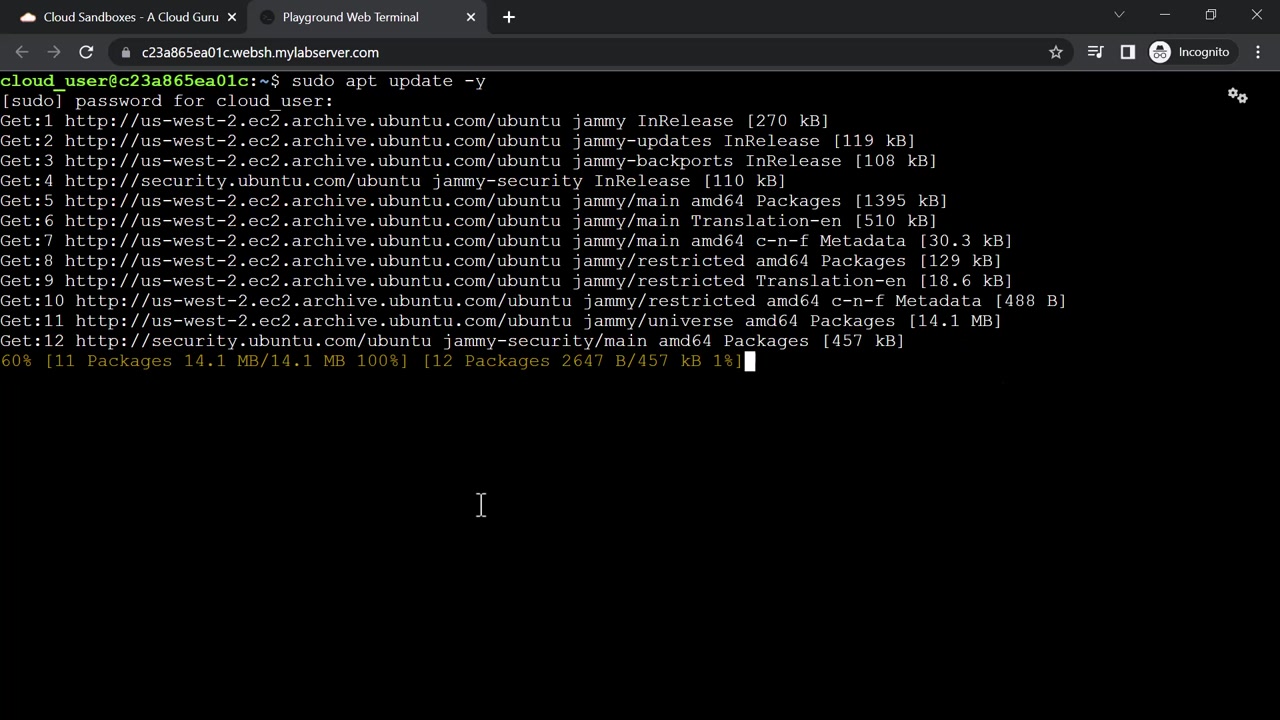 Cloud Sandboxes - A Cloud Guru
Playground Web Terminal
c23a865ea01c.websh.mylabserver.com
Incognito
cloud_user@c23a865ea01c:~$ sudo apt update -y
[sudo] password for cloud_user:
Get:1 http://us-west-2.ec2.archive.ubuntu.com/ubuntu jammy InRelease [270 kB]
Get:2 http://us-west-2.ec2.archive.ubuntu.com/ubuntu jammy-updates InRelease [119 kB]
Get:3 http://us-west-2.ec2.archive.ubuntu.com/ubuntu jammy-backports InRelease [108 kB]
Get:4 http://security.ubuntu.com/ubuntu jammy-security InRelease [110 kB]
Get:5 http://us-west-2.ec2.archive.ubuntu.com/ubuntu jammy/main amd64 Packages [1395 kB]
Get:6 http://us-west-2.ec2.archive.ubuntu.com/ubuntu jammy/main Translation-en [510 kB]
Get:7 http://us-west-2.ec2.archive.ubuntu.com/ubuntu jammy/main amd64 c-n-f Metadata [30.3 kB]
Get:8 http://us-west-2.ec2.archive.ubuntu.com/ubuntu jammy/restricted amd64 Packages [129 kB]
Get:9 http://us-west-2.ec2.archive.ubuntu.com/ubuntu jammy/restricted Translation-en [18.6 kB]
Get:10 http://us-west-2.ec2.archive.ubuntu.com/ubuntu jammy/restricted amd64 c-n-f Metadata [488 B]
Get:11 http://us-west-2.ec2.archive.ubuntu.com/ubuntu jammy/universe amd64 Packages [14.1 MB]
Get:12 http://security.ubuntu.com/ubuntu jammy-security/main amd64 Packages [457 kB]
60% [11 Packages 14.1 MB/14.1 MB 100%] [12 Packages 2647 B/457 kB 1%]